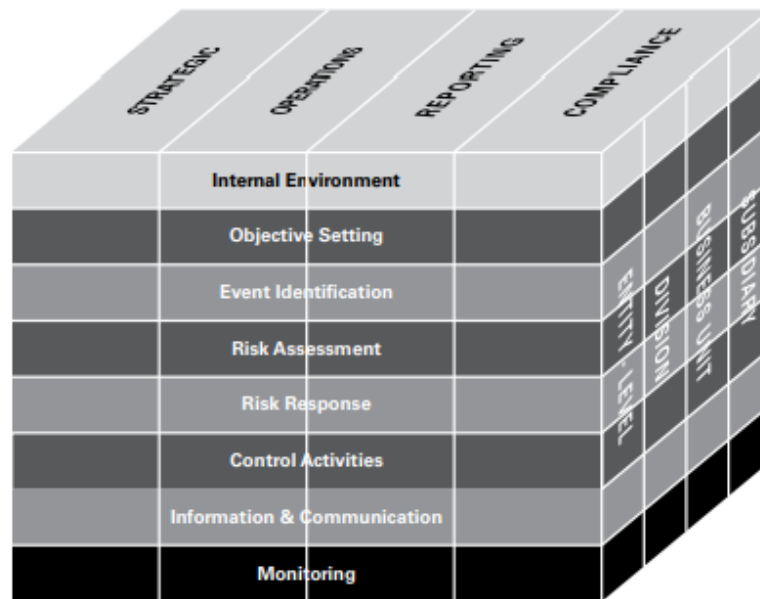 STRATEGIC
OPERATIONS
REPORTING
COMPLIANCE
Internal Environment
Objective Setting
Event Identification
Risk Assessment
Risk Response
Control Activities
Information & Communication
Monitoring
ENTITY - LEVEL
DIVISION
BUSINESS UNIT
SUBSIDIARY